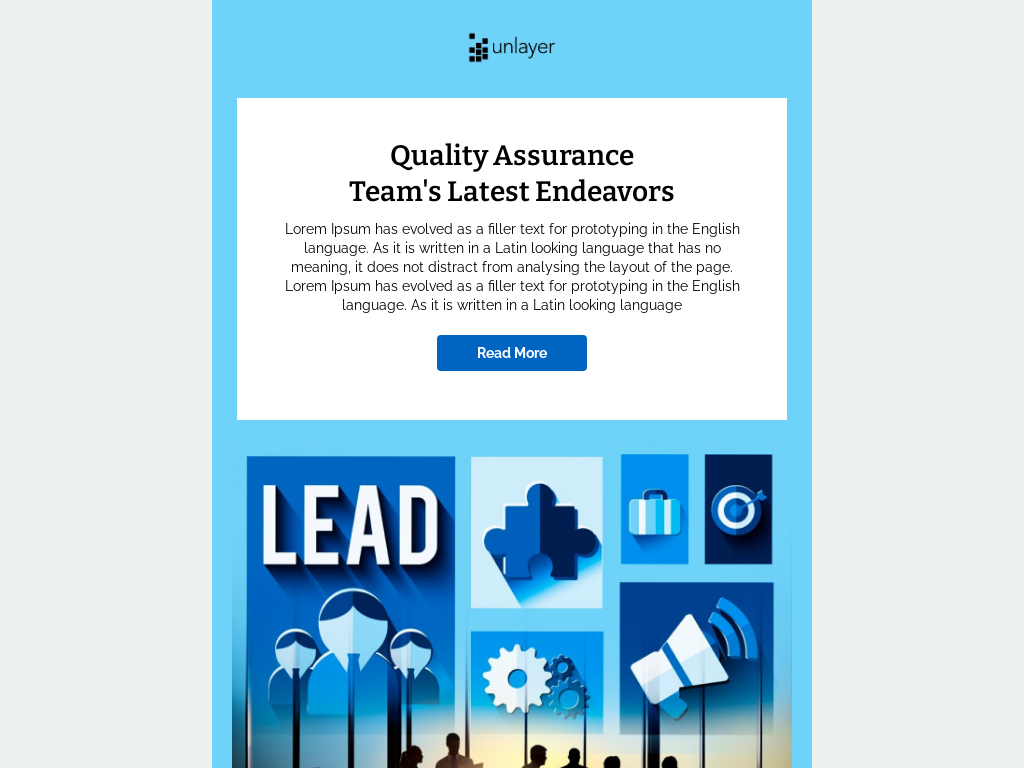 unlayer
Quality Assurance
Team's Latest Endeavors
Lorem Ipsum has evolved as a filler text for prototyping in the English
language. As it is written in a Latin looking language that has no
meaning, it does not distract from analysing the layout of the page.
Lorem Ipsum has evolved as a filler text for prototyping in the English
language. As it is written in a Latin looking language
Read More
LEAD